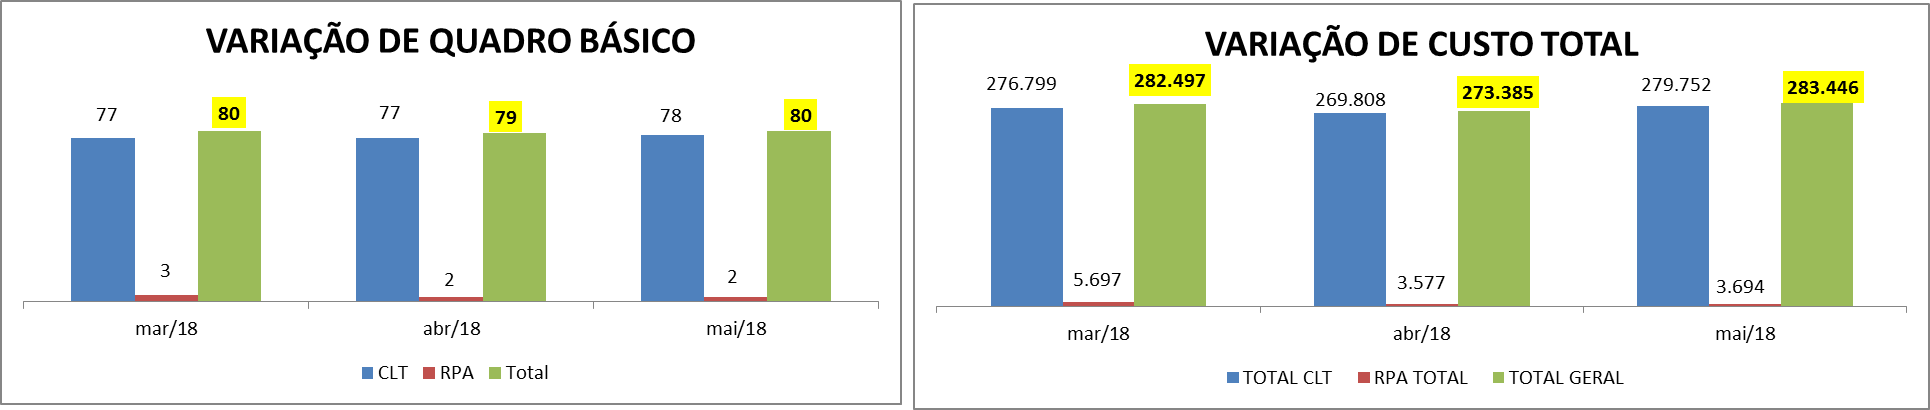 VARIAÇÃO DE QUADRO BÁSICO
77
3
80
77
2
79
78
2
80
mar/18
abr/18
mai/18
CLT RPA Total
VARIAÇÃO DE CUSTO TOTAL
276.799
5.697
282.497
269.808
3.577
273.385
279.752
3.694
283.446
mar/18
abr/18
mai/18
TOTAL CLT RPA TOTAL TOTAL GERAL